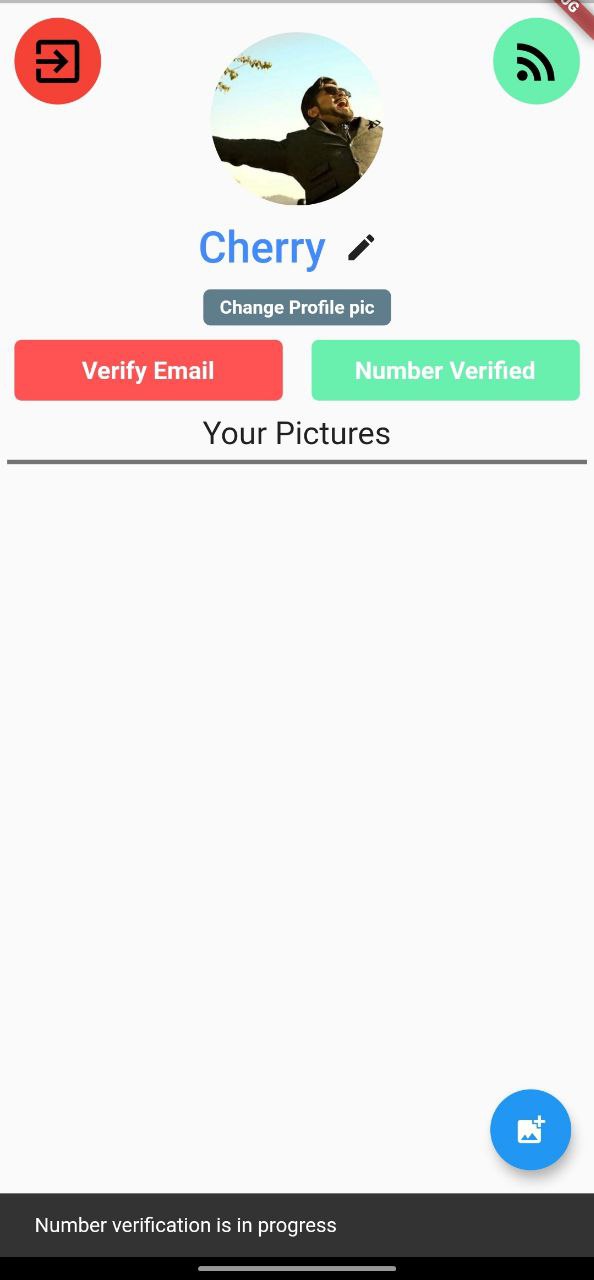 Cherry
Change Profile pic
Verify Email
Number Verified
Your Pictures
Number verification is in progress